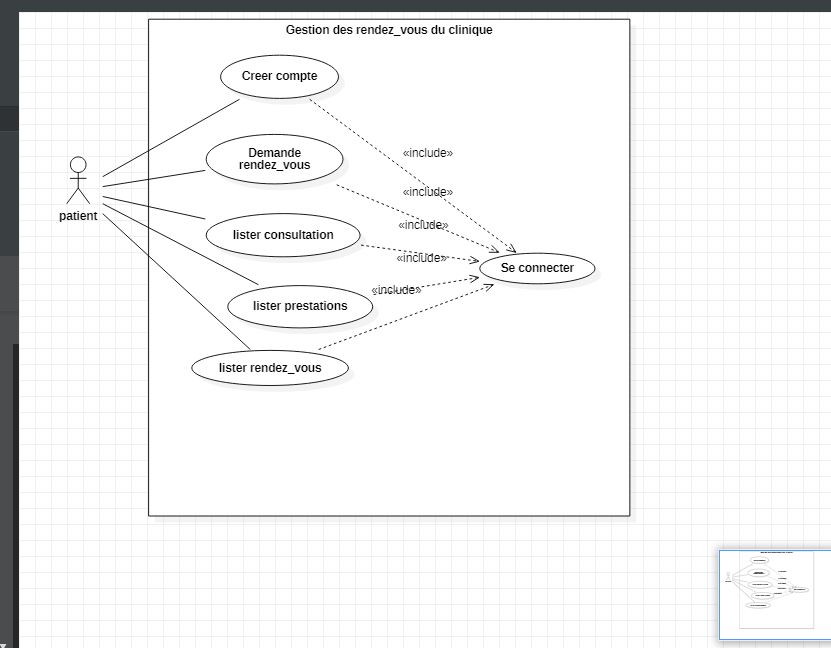 Gestion des rendez_vous du clinique
Creer compte
Demande
rendez_vous
lister consultation
lister prestations
lister rendez_vous
patient
«include»
«include»
«include»
«include»
«include»
Se connecter